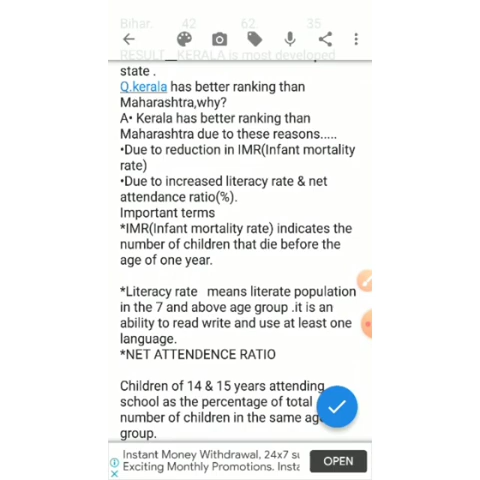 Bihar. 42 62. 35
RESULT__KERALA is most developed
state .
Q.kerala has better ranking than
Maharashtra,why?
A• Kerala has better ranking than
Maharashtra due to these reasons.....
•Due to reduction in IMR(Infant mortality
rate)
•Due to increased literacy rate & net
attendance ratio(%).
Important terms
*IMR(Infant mortality rate) indicates the
number of children that die before the
age of one year.
*Literacy rate means literate population
in the 7 and above age group .it is an
ability to read write and use at least one
language.
*NET ATTENDENCE RATIO
Children of 14 & 15 years attending
school as the percentage of total
number of children in the same age
group.
Instant Money Withdrawal, 24x7
Exciting Monthly Promotions.
OPEN